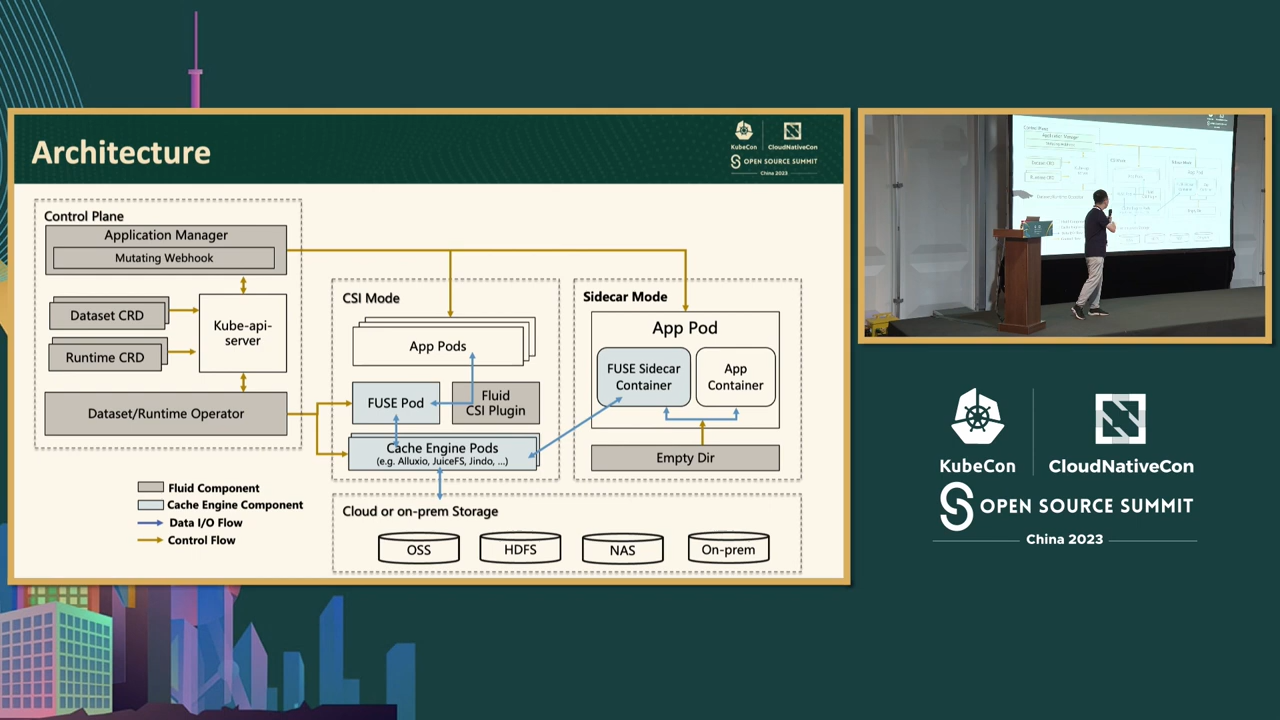 Architecture
KubeCon
CloudNativeCon
OPEN SOURCE SUMMIT
China 2023
Control Plane
Application Manager
Mutating Webhook
Dataset CRD
Runtime CRD
Kube-api-
server
Dataset/Runtime Operator
CSI Mode
App Pods
FUSE Pod
Fluid
CSI Plugin
Cache Engine Pods
(e.g. Alluxio, JuiceFS, Jindo, ...)
Sidecar Mode
App Pod
FUSE Sidecar
Container
App
Container
Empty Dir
Fluid Component
Cache Engine Component
Data I/O Flow
Control Flow
Cloud or on-prem Storage
OSS
HDFS
NAS
On-prem
KubeCon
CloudNativeCon
OPEN SOURCE SUMMIT
China 2023